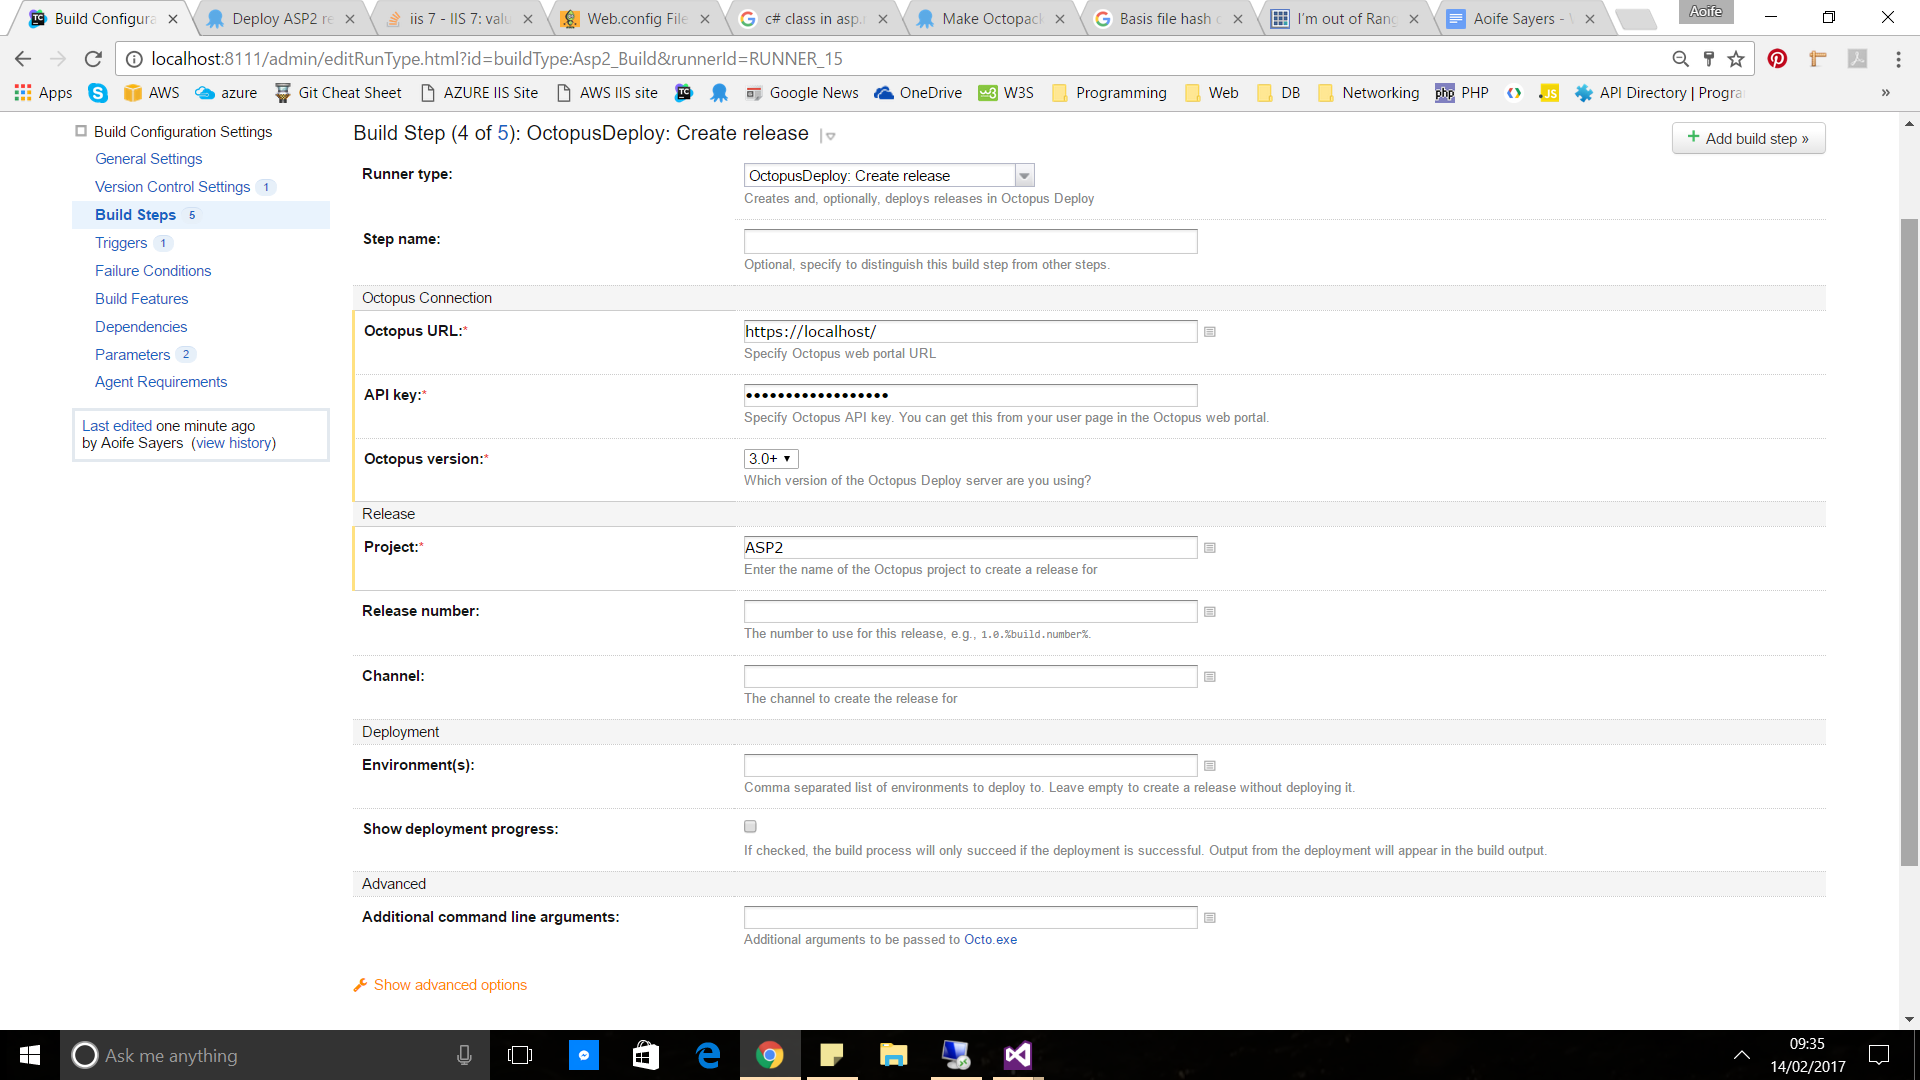 Build Configura
Deploy ASP2 re
iis 7 - IIS 7: valu
Web.config File
c# class in asp.n
Make Octopack
Basis file hash c
I'm out of Rang
Aoife Sayers -
Aoife
localhost:8111/admin/editRunType.html?id=buildType:Asp2_Build&runnerId=RUNNER_15
Apps
AWS
azure
Git Cheat Sheet
AZURE IIS Site
AWS IIS site
TC
Google News
OneDrive
W3S
Programming
Web
DB
Networking
php
PHP
JS
API Directory | Progra
»
Build Configuration Settings
General Settings
Version Control Settings 1
Build Steps 5
Triggers 1
Failure Conditions
Build Features
Dependencies
Parameters 2
Agent Requirements
Last edited one minute ago
by Aoife Sayers (view history)
Build Step (4 of 5): OctopusDeploy: Create release
+ Add build step »
Runner type:
OctopusDeploy: Create release
Creates and, optionally, deploys releases in Octopus Deploy
Step name:
Optional, specify to distinguish this build step from other steps.
Octopus Connection
Octopus URL:*
https://localhost/
Specify Octopus web portal URL
API key:*
••••••••••••••••••
Specify Octopus API key. You can get this from your user page in the Octopus web portal.
Octopus version:*
3.0+
Which version of the Octopus Deploy server are you using?
Release
Project:*
ASP2
Enter the name of the Octopus project to create a release for
Release number:
The number to use for this release, e.g., 1.0.%build.number%.
Channel:
The channel to create the release for
Deployment
Environment(s):
Comma separated list of environments to deploy to. Leave empty to create a release without deploying it.
Show deployment progress:
If checked, the build process will only succeed if the deployment is successful. Output from the deployment will appear in the build output.
Advanced
Additional command line arguments:
Additional arguments to be passed to Octo.exe
Show advanced options
Ask me anything
09:35
14/02/2017